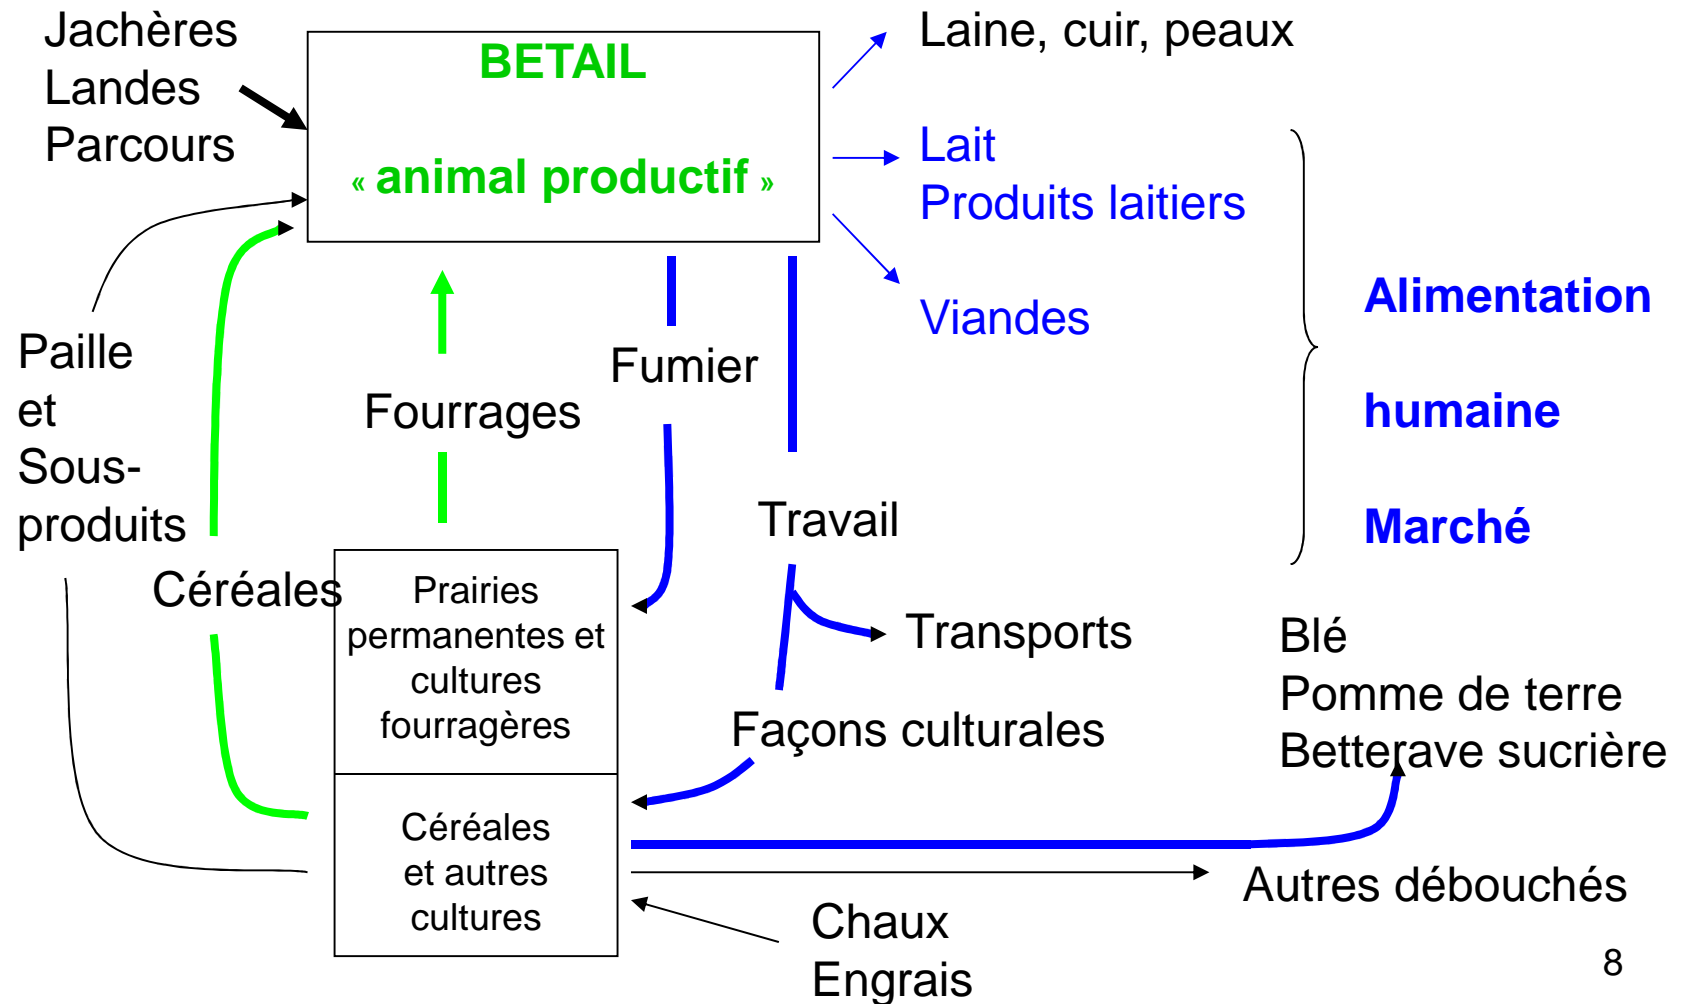 Jachères
Landes
Parcours
BETAIL
« animal productif »
Laine, cuir, peaux
Lait
Produits laitiers
Viandes
Alimentation
humaine
Marché
Paille
et
Sous-
produits
Céréales
Fourrages
Fumier
Travail
Transports
Façons culturales
Prairies
permanentes et
cultures
fourragères
Céréales
et autres
cultures
Blé
Pomme de terre
Betterave sucrière
Autres débouchés
Chaux
Engrais
8